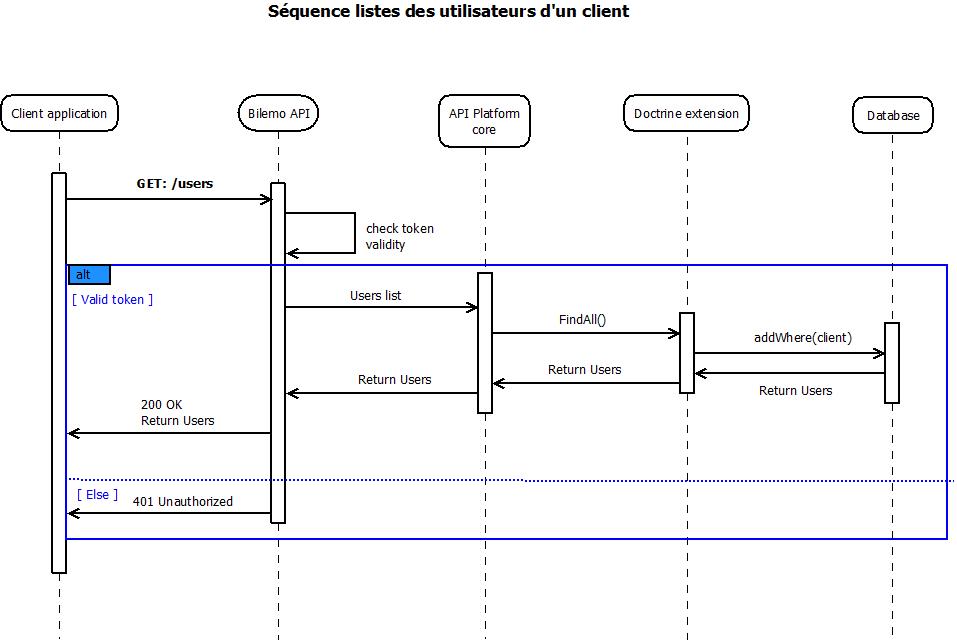 Séquence listes des utilisateurs d'un client
Client application
Bilemo API
API Platform
core
Doctrine extension
Database
GET: /users
check token
validity
alt
[ Valid token ]
Users list
FindAll()
addWhere(client)
Return Users
Return Users
Return Users
200 OK
Return Users
[ Else ]
401 Unauthorized